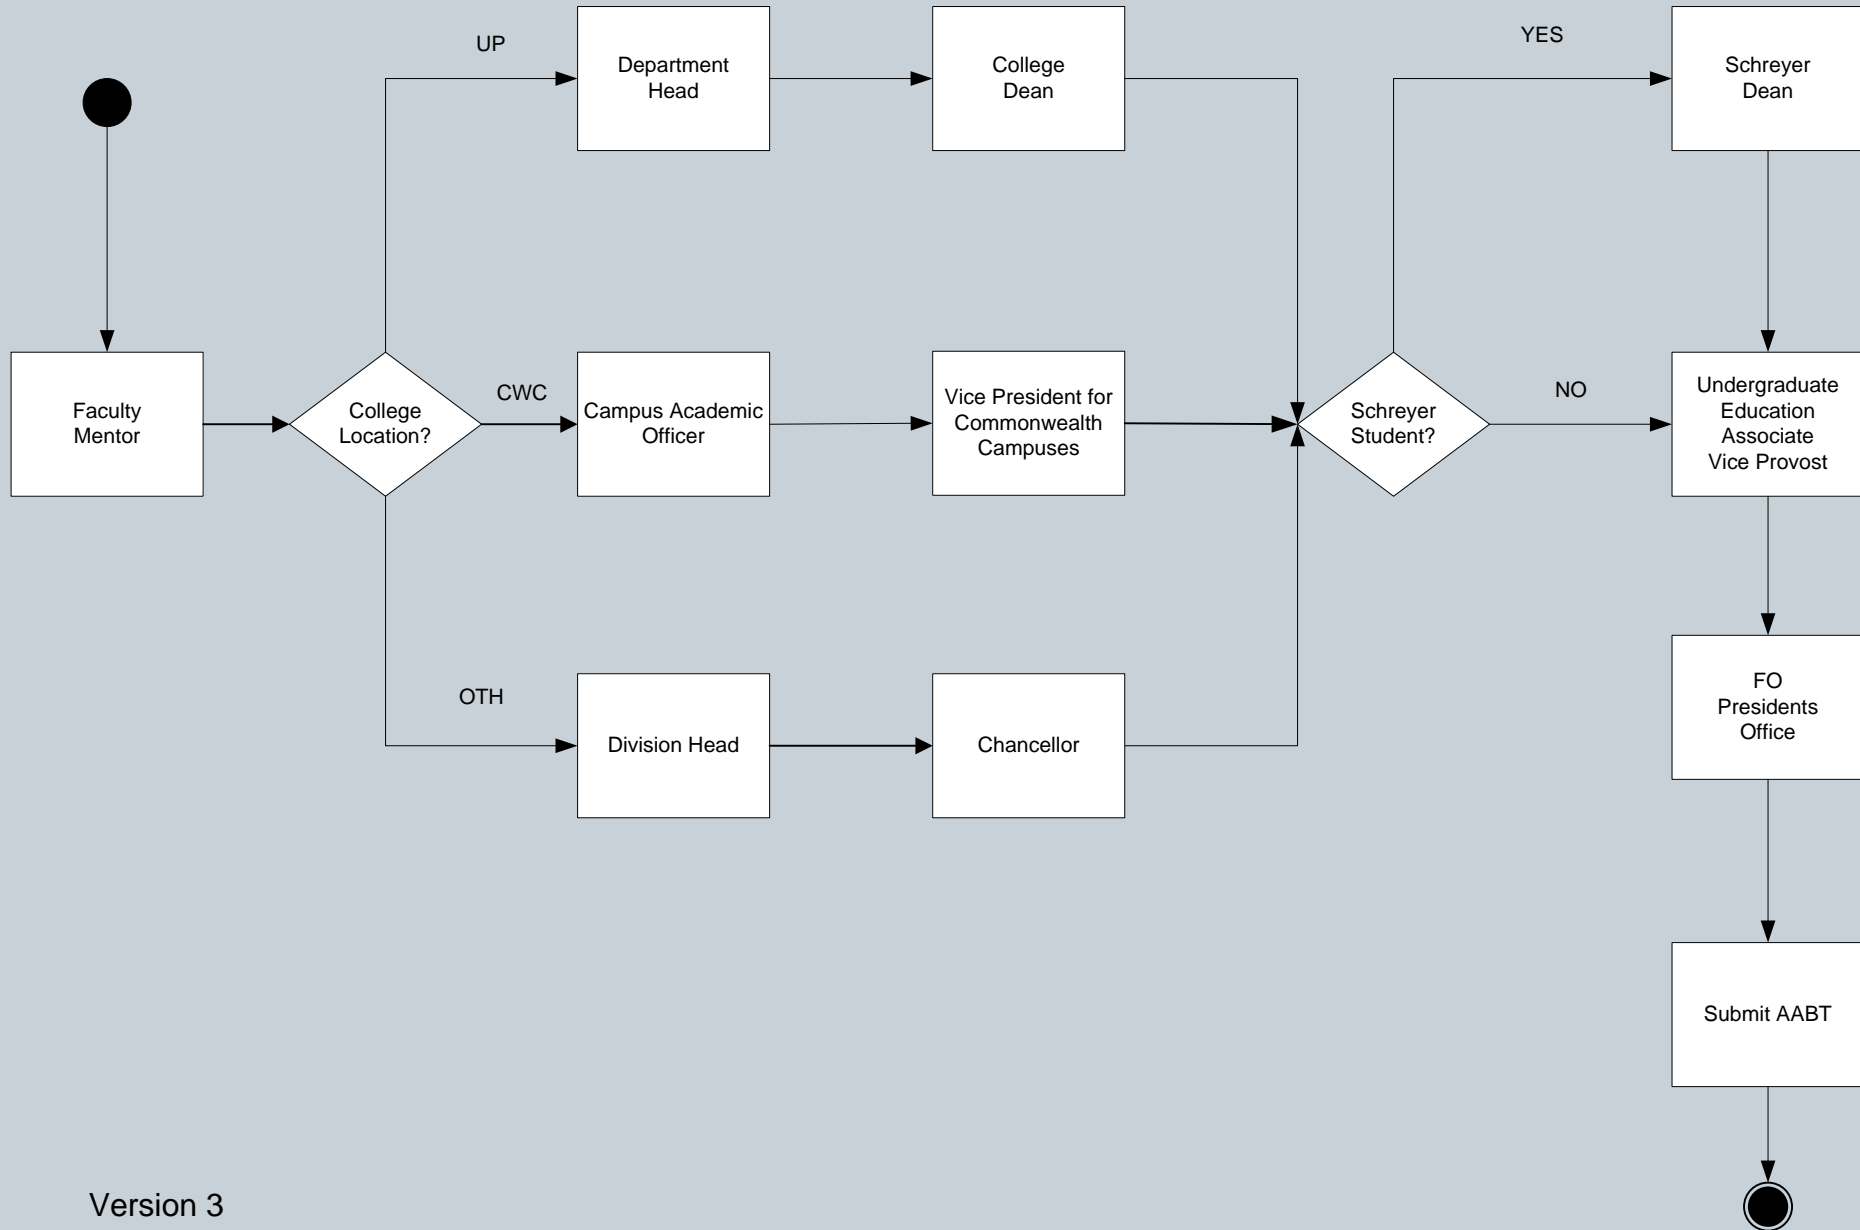 UP
Department
Head
College
Dean
YES
Schreyer
Dean
Faculty
Mentor
College
Location?
CWC
Campus Academic
Officer
Vice President for
Commonwealth
Campuses
Schreyer
Student?
NO
Undergraduate
Education
Associate
Vice Provost
OTH
Division Head
Chancellor
FO
Presidents
Office
Submit AABT
Version 3